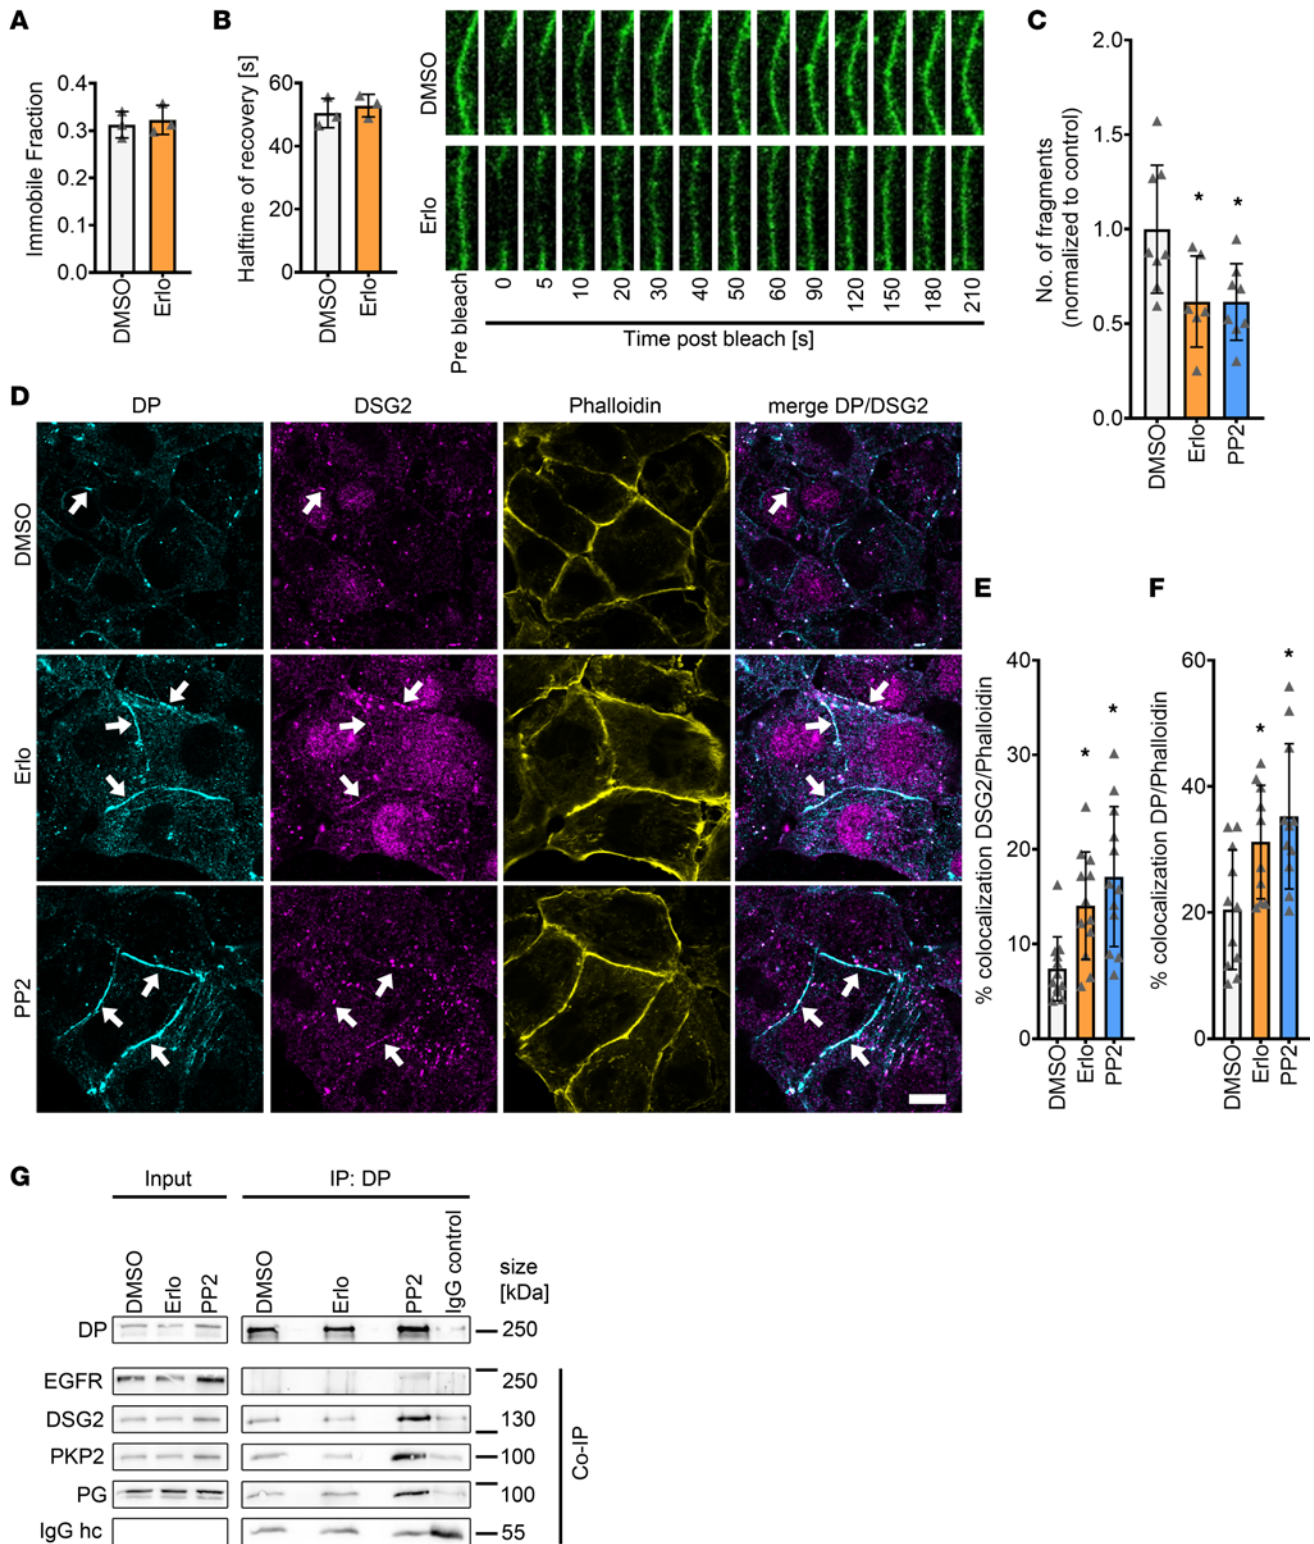 A
Immobile Fraction
0.4
0.3
0.2
0.1
0.0
DMSO
Erlo
B
Halftime of recovery [s]
60
40
20
0
DMSO
Erlo
DMSO
Erlo
Pre bleach
0
5
10
20
30
40
50
60
90
120
150
180
210
Time post bleach [s]
C
No. of fragments
(normalized to control)
2.0
1.5
1.0
0.5
0.0
*
*
DMSO
Erlo
PP2
D
DP
DSG2
Phalloidin
merge DP/DSG2
DMSO
Erlo
PP2
E
% colocalization DSG2/Phalloidin
40
30
20
10
0
*
*
DMSO
Erlo
PP2
F
% colocalization DP/Phalloidin
60
40
20
0
*
*
DMSO
Erlo
PP2
G
Input
IP: DP
DMSO
Erlo
PP2
DMSO
Erlo
PP2
IgG control
size
[kDa]
DP
250
EGFR
250
DSG2
130
PKP2
100
PG
100
IgG hc
55
Co-IP